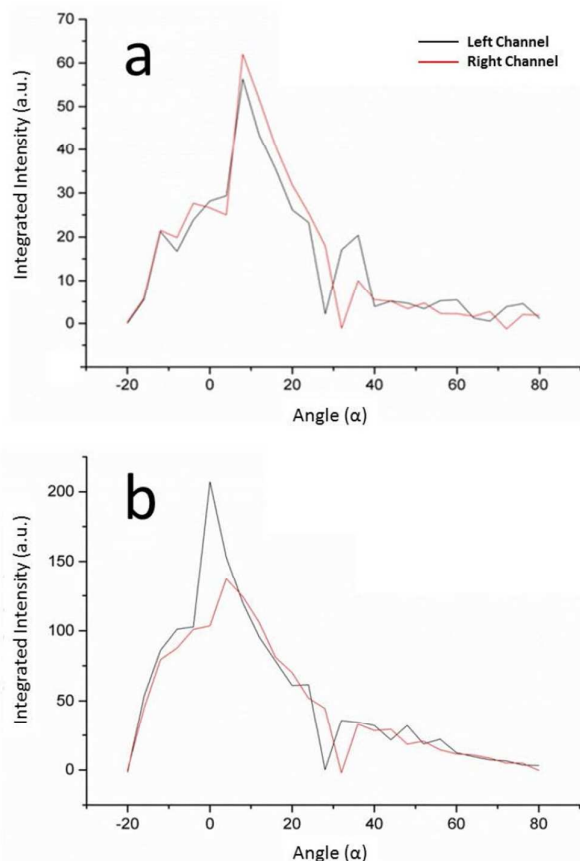 a
Left Channel
Right Channel
Integrated Intensity (a.u.)
70
60
50
40
30
20
10
0
-20 0 20 40 60 80
Angle (α)
b
Integrated Intensity (a.u.)
200
150
100
50
0
-20 0 20 40 60 80
Angle (α)